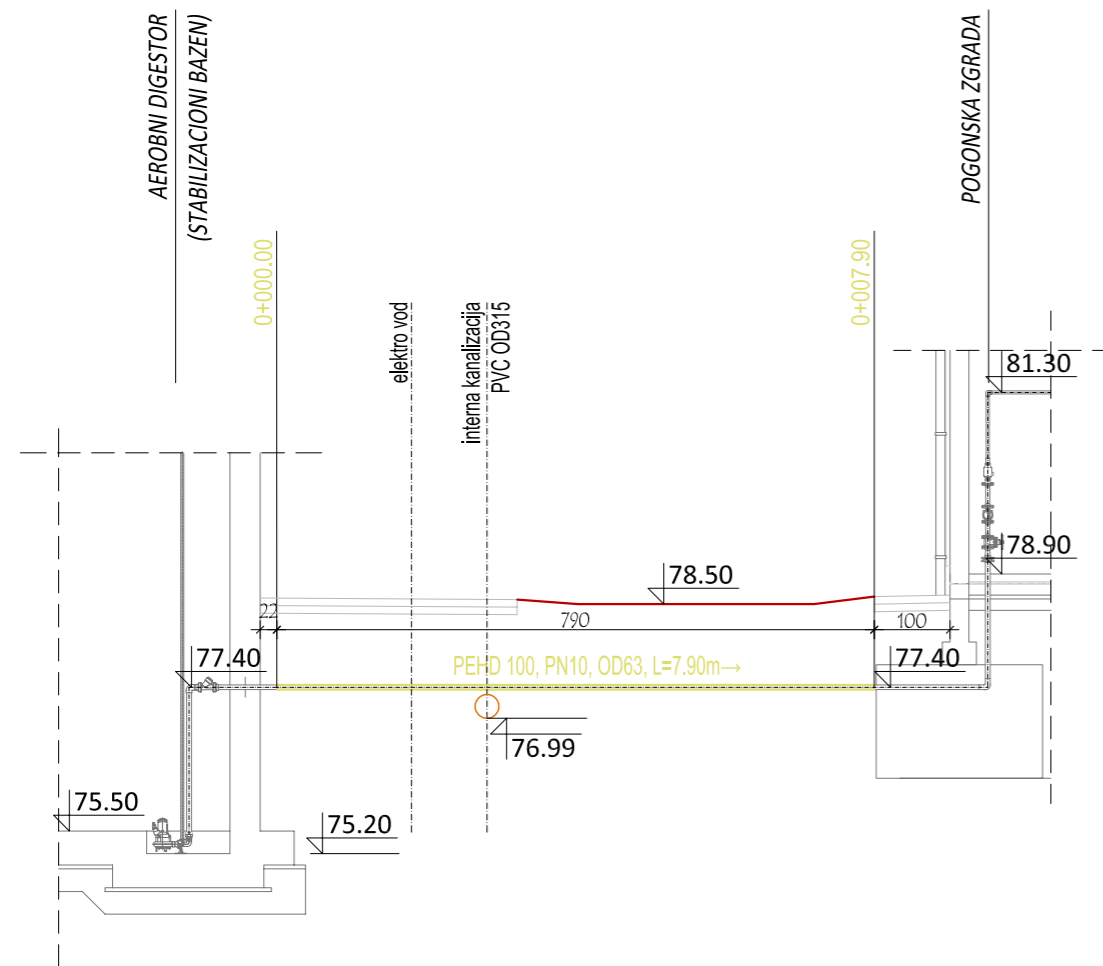 AEROBNI DIGESTOR
(STABILIZACIONI BAZEN)
POGONSKA ZGRADA
0+000.00
0+007.90
elektro vod
interna kanalizacija
PVC OD315
81.30
78.90
78.50
22
790
100
77.40
PEHD 100, PN10, OD63, L=7.90m→
77.40
76.99
75.50
75.20